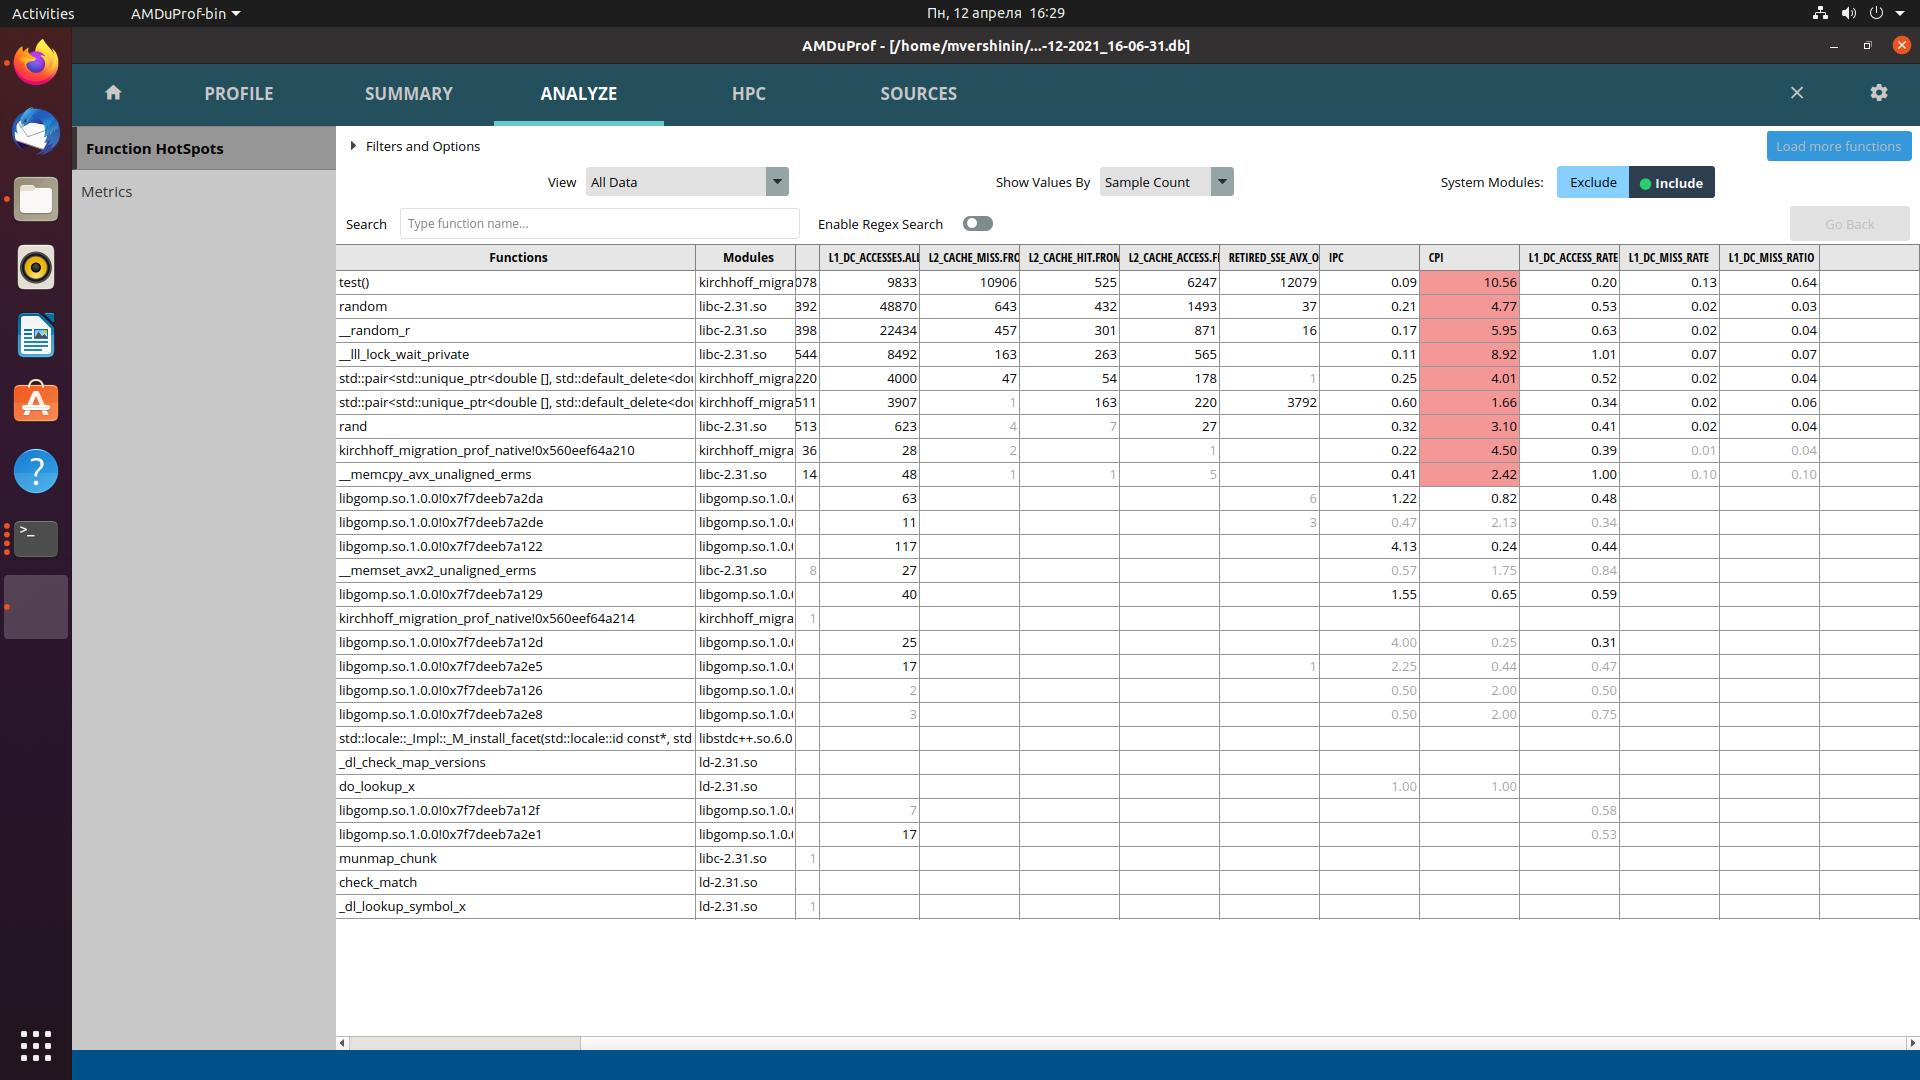 Activities AMDuProf-bin Пн, 12 апреля 16:29
AMDuProf - [/home/mvershinin/...-12-2021_16-06-31.db]
PROFILE SUMMARY ANALYZE HPC SOURCES
Function HotSpots
Metrics
Filters and Options Load more functions
View All Data Show Values By Sample Count System Modules: Exclude Include
Search Type function name... Enable Regex Search Go Back
Functions Modules L1_DC_ACCESSES.ALL L2_CACHE_MISS.FRO L2_CACHE_HIT.FROM L2_CACHE_ACCESS.F RETIRED_SSE_AVX_O IPC CPI L1_DC_ACCESS_RATE L1_DC_MISS_RATE L1_DC_MISS_RATIO
test() kirchhoff_migra 078 9833 10906 525 6247 12079 0.09 10.56 0.20 0.13 0.64
random libc-2.31.so 392 48870 643 432 1493 37 0.21 4.77 0.53 0.02 0.03
__random_r libc-2.31.so 398 22434 457 301 871 16 0.17 5.95 0.63 0.02 0.04
__lll_lock_wait_private libc-2.31.so 544 8492 163 263 565 0.11 8.92 1.01 0.07 0.07
std::pair<std::unique_ptr<double [], std::default_delete<dou kirchhoff_migra 220 4000 47 54 178 1 0.25 4.01 0.52 0.02 0.04
std::pair<std::unique_ptr<double [], std::default_delete<dou kirchhoff_migra 511 3907 1 163 220 3792 0.60 1.66 0.34 0.02 0.06
rand libc-2.31.so 513 623 4 7 27 0.32 3.10 0.41 0.02 0.04
kirchhoff_migration_prof_native!0x560eef64a210 kirchhoff_migra 36 28 2 1 0.22 4.50 0.39 0.01 0.04
__memcpy_avx_unaligned_erms libc-2.31.so 14 48 1 1 5 0.41 2.42 1.00 0.10 0.10
libgomp.so.1.0.0!0x7f7deeb7a2da libgomp.so.1.0. 63 6 1.22 0.82 0.48
libgomp.so.1.0.0!0x7f7deeb7a2de libgomp.so.1.0. 11 3 0.47 2.13 0.34
libgomp.so.1.0.0!0x7f7deeb7a122 libgomp.so.1.0. 117 4.13 0.24 0.44
__memset_avx2_unaligned_erms libc-2.31.so 8 27 0.57 1.75 0.84
libgomp.so.1.0.0!0x7f7deeb7a129 libgomp.so.1.0. 40 1.55 0.65 0.59
kirchhoff_migration_prof_native!0x560eef64a214 kirchhoff_migra 1
libgomp.so.1.0.0!0x7f7deeb7a12d libgomp.so.1.0. 25 4.00 0.25 0.31
libgomp.so.1.0.0!0x7f7deeb7a2e5 libgomp.so.1.0. 17 1 2.25 0.44 0.47
libgomp.so.1.0.0!0x7f7deeb7a126 libgomp.so.1.0. 2 0.50 2.00 0.50
libgomp.so.1.0.0!0x7f7deeb7a2e8 libgomp.so.1.0. 3 0.50 2.00 0.75
std::locale::_Impl::_M_install_facet(std::locale::id const*, std libstdc++.so.6.0
_dl_check_map_versions ld-2.31.so
do_lookup_x ld-2.31.so 1.00 1.00
libgomp.so.1.0.0!0x7f7deeb7a12f libgomp.so.1.0. 7 0.58
libgomp.so.1.0.0!0x7f7deeb7a2e1 libgomp.so.1.0. 17 0.53
munmap_chunk libc-2.31.so 1
check_match ld-2.31.so
_dl_lookup_symbol_x ld-2.31.so 1